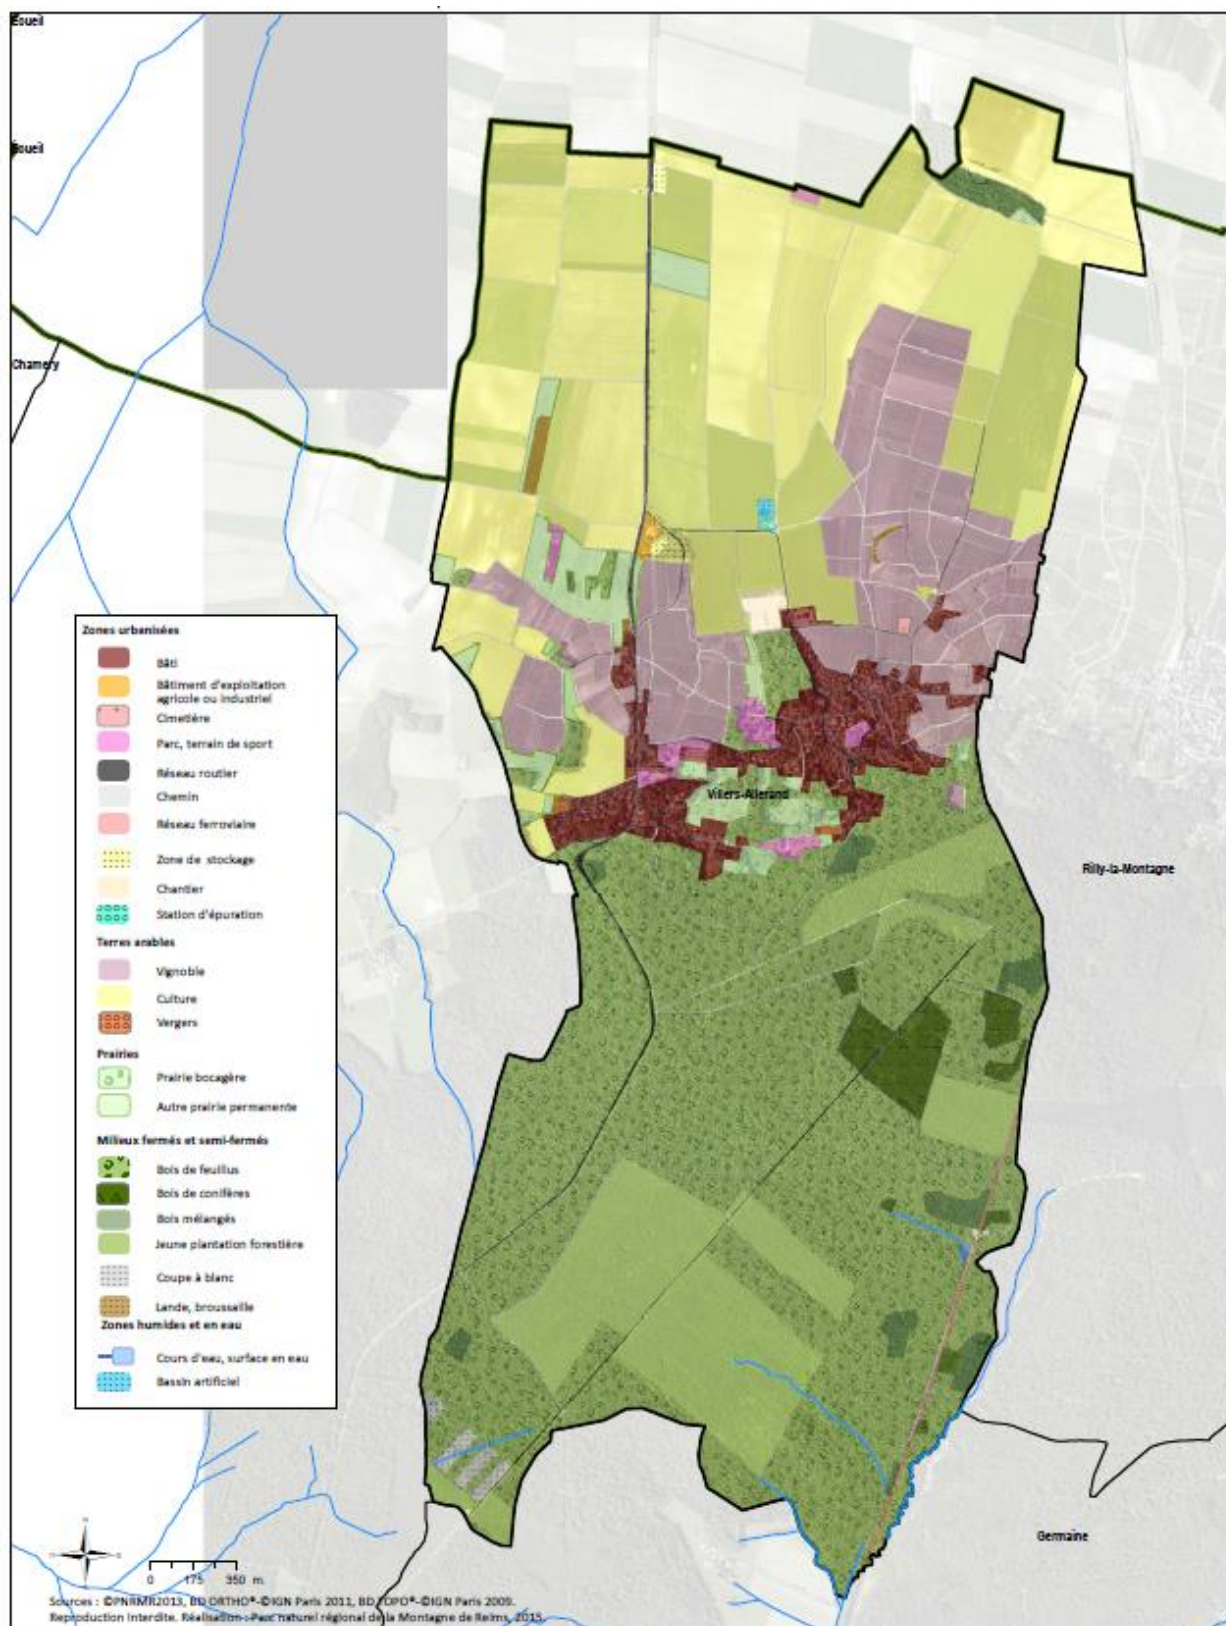 Ecueil
Ecueil
Chamery
Zones urbanisées
Bâti
Bâtiment d'exploitation
agricole ou industriel
Cimetière
Parc, terrain de sport
Réseau routier
Chemin
Réseau ferroviaire
Zone de stockage
Chantier
Station d'épuration
Terres arables
Vignoble
Culture
Vergers
Prairies
Prairie bocagère
Autre prairie permanente
Milieux fermés et semi-fermés
Bois de feuillus
Bois de conifères
Bois mélangés
Jeune plantation forestière
Coupe à blanc
Lande, broussaille
Zones humides et en eau
Cours d'eau, surface en eau
Bassin artificiel
Villers-Allerand
Rilly-la-Montagne
Germaine
0 175 350 m.
Sources : ©PNRMR2013, BD ORTHO®-©IGN Paris 2011, BD TOPO®-©IGN Paris 2009.
Reproduction interdite. Réalisation : Parc naturel régional de la Montagne de Reims, 2015.